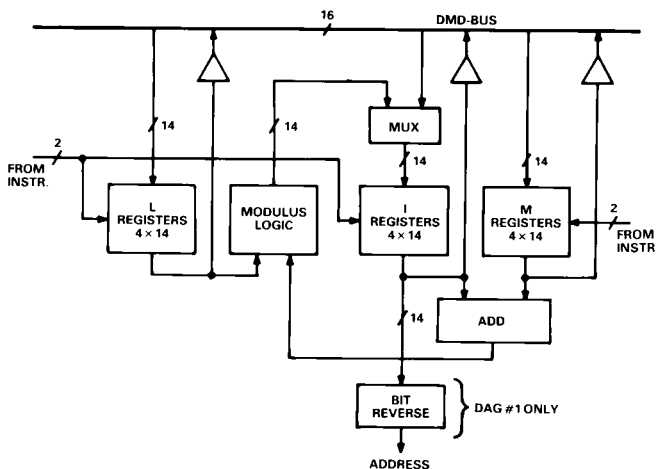 16
DMD-BUS
14
14
MUX
2
FROM
INSTR.
14
14
L
REGISTERS
4 × 14
MODULUS
LOGIC
I
REGISTERS
4 × 14
M
REGISTERS
4 × 14
2
FROM
INSTR
14
ADD
BIT
REVERSE
DAG #1 ONLY
ADDRESS